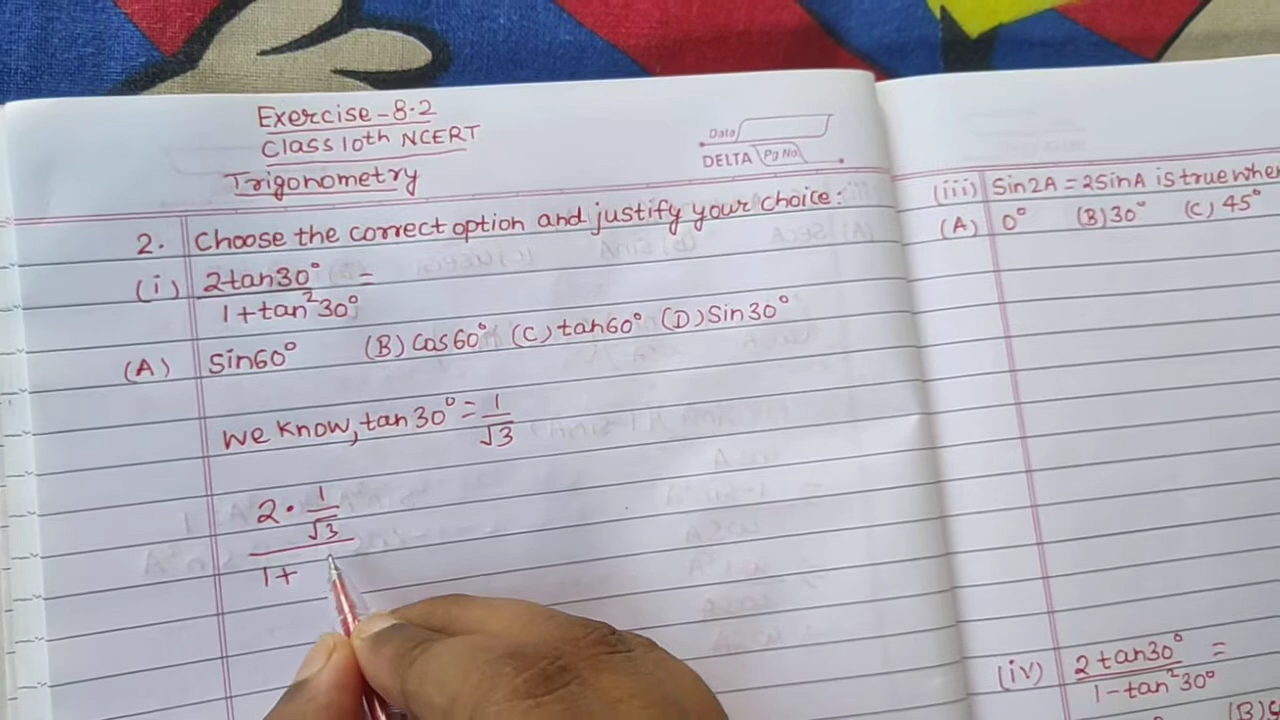 Exercise-8.2
Class 10th NCERT
Trigonometry
Data
DELTA Pg No.
2. Choose the correct option and justify your choice:
(i) 2tan30° =
1+tan²30°
(A) Sin60° (B) Cos60° (C) tan60° (D) Sin30°
we know, tan30° = 1
√3
2 · 1
√3
1+
(iii) Sin2A = 2SinA is true whe
(A) 0° (B) 30° (C) 45°
(iv) 2tan30° =
1-tan²30°
(B)